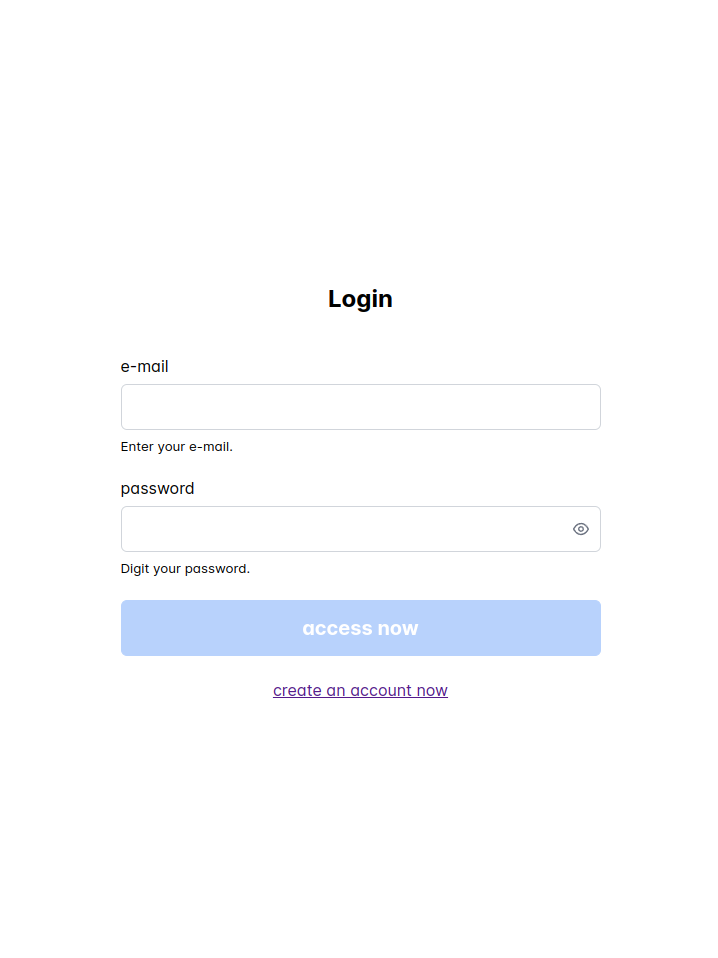 Login
e-mail
Enter your e-mail.
password
Digit your password.
access now
create an account now